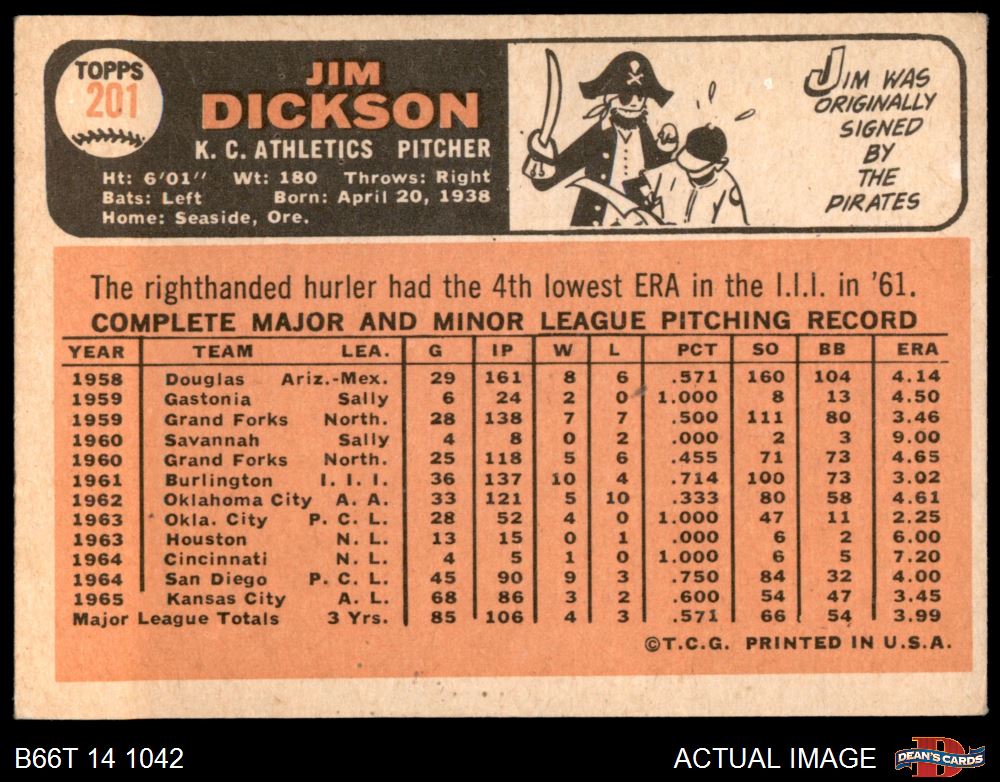 TOPPS
201
JIM
DICKSON
K. C. ATHLETICS PITCHER
Ht: 6'01'' Wt: 180 Throws: Right
Bats: Left Born: April 20, 1938
Home: Seaside, Ore.
JIM WAS
ORIGINALLY
SIGNED
BY
THE
PIRATES
The righthanded hurler had the 4th lowest ERA in the I.I.I. in '61.
COMPLETE MAJOR AND MINOR LEAGUE PITCHING RECORD
YEAR TEAM LEA. G IP W L PCT SO BB ERA
1958 Douglas Ariz.-Mex. 29 161 8 6 .571 160 104 4.14
1959 Gastonia Sally 6 24 2 0 1.000 8 13 4.50
1959 Grand Forks North. 28 138 7 7 .500 111 80 3.46
1960 Savannah Sally 4 8 0 2 .000 2 3 9.00
1960 Grand Forks North. 25 118 5 6 .455 71 73 4.65
1961 Burlington I. I. I. 36 137 10 4 .714 100 73 3.02
1962 Oklahoma City A. A. 33 121 5 10 .333 80 58 4.61
1963 Okla. City P. C. L. 28 52 4 0 1.000 47 11 2.25
1963 Houston N. L. 13 15 0 1 .000 6 2 6.00
1964 Cincinnati N. L. 4 5 1 0 1.000 6 5 7.20
1964 San Diego P. C. L. 45 90 9 3 .750 84 32 4.00
1965 Kansas City A. L. 68 86 3 2 .600 54 47 3.45
Major League Totals 3 Yrs. 85 106 4 3 .571 66 54 3.99
©T.C.G. PRINTED IN U.S.A.
B66T 14 1042
ACTUAL IMAGE
D
DEAN'S CARDS